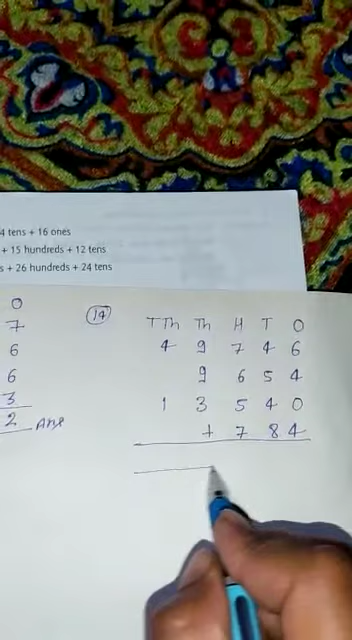 4 tens + 16 ones
+ 15 hundreds + 12 tens
s + 26 hundreds + 24 tens
0
7
6
6
3
2 Ans
14
T Th Th H T O
4 9 7 4 6
9 6 5 4
1 3 5 4 0
+ 7 8 4